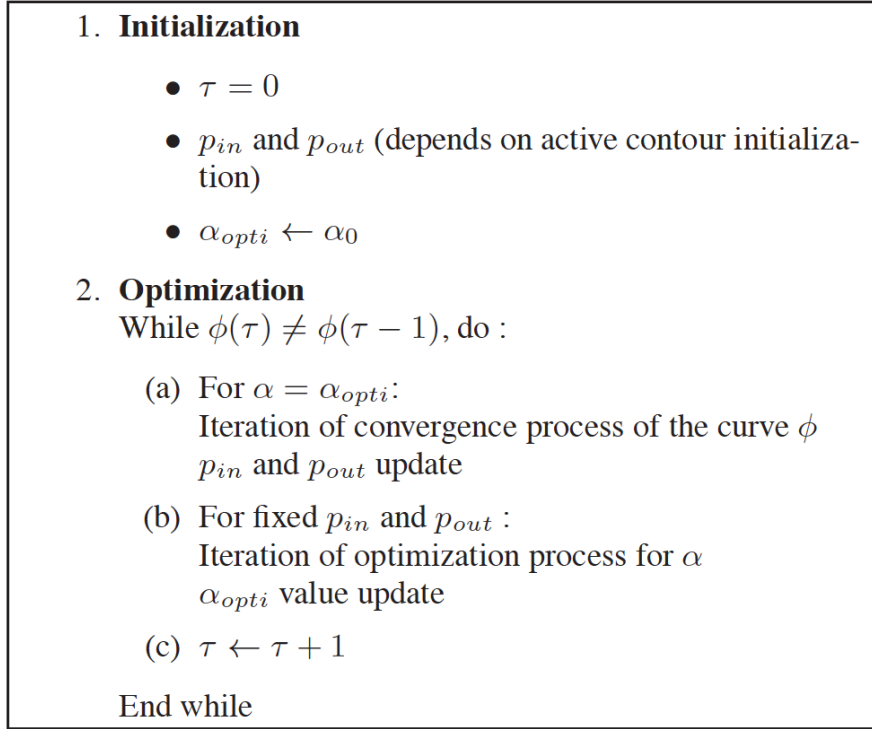 1. Initialization
• τ = 0
• p_in and p_out (depends on active contour initializa-
tion)
• α_opti ← α_0
2. Optimization
While ϕ(τ) ≠ ϕ(τ − 1), do :
(a) For α = α_opti:
Iteration of convergence process of the curve ϕ
p_in and p_out update
(b) For fixed p_in and p_out :
Iteration of optimization process for α
α_opti value update
(c) τ ← τ + 1
End while